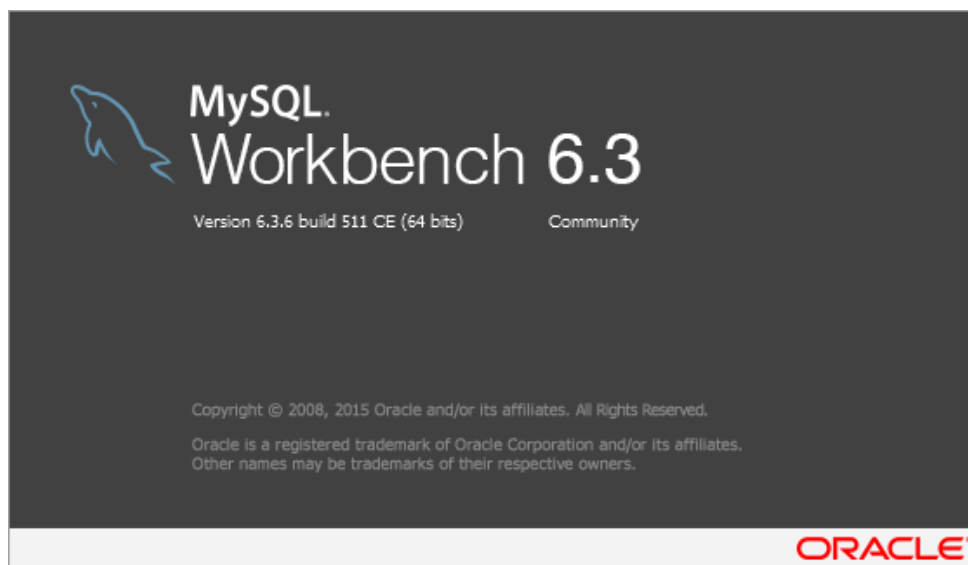 MySQL.
Workbench 6.3
Version 6.3.6 build 511 CE (64 bits) Community
Copyright © 2008, 2015 Oracle and/or its affiliates. All Rights Reserved.
Oracle is a registered trademark of Oracle Corporation and/or its affiliates.
Other names may be trademarks of their respective owners.
ORACLE